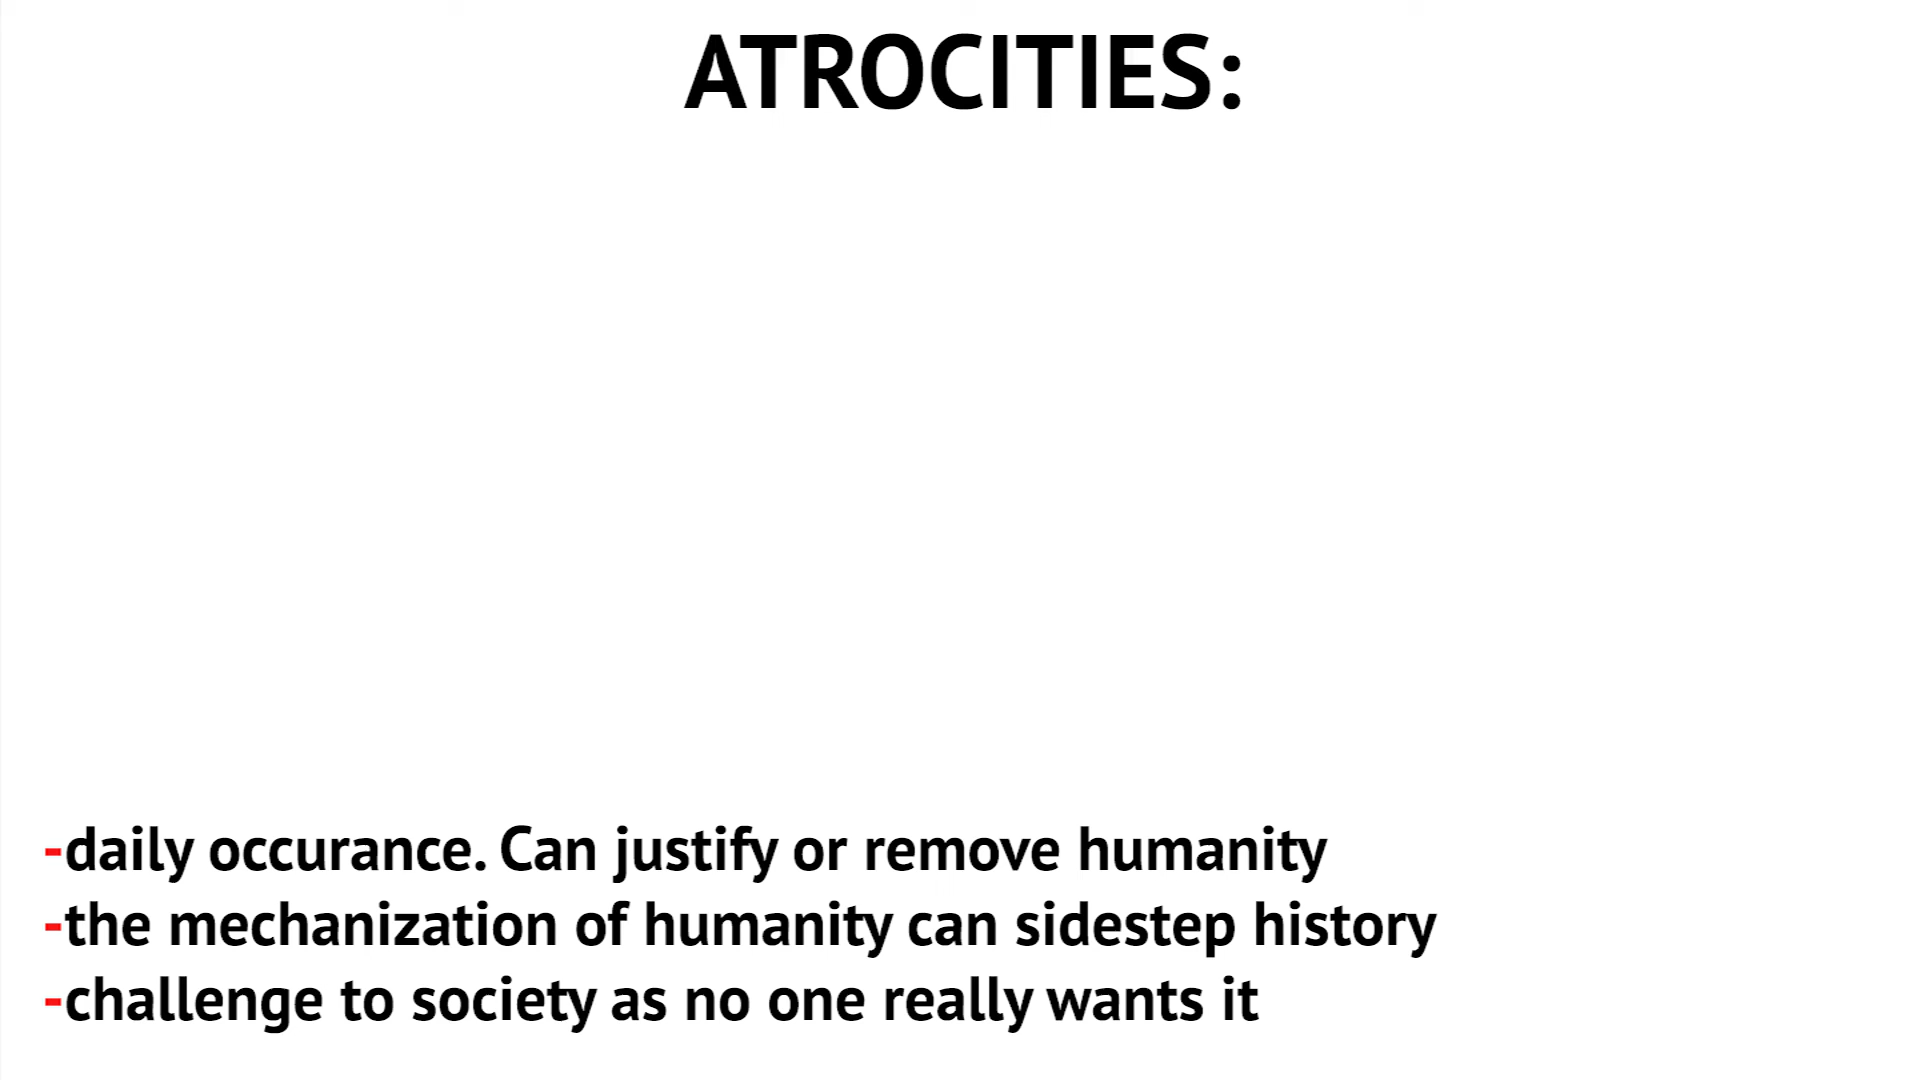 ATROCITIES:
-daily occurance. Can justify or remove humanity
-the mechanization of humanity can sidestep history
-challenge to society as no one really wants it